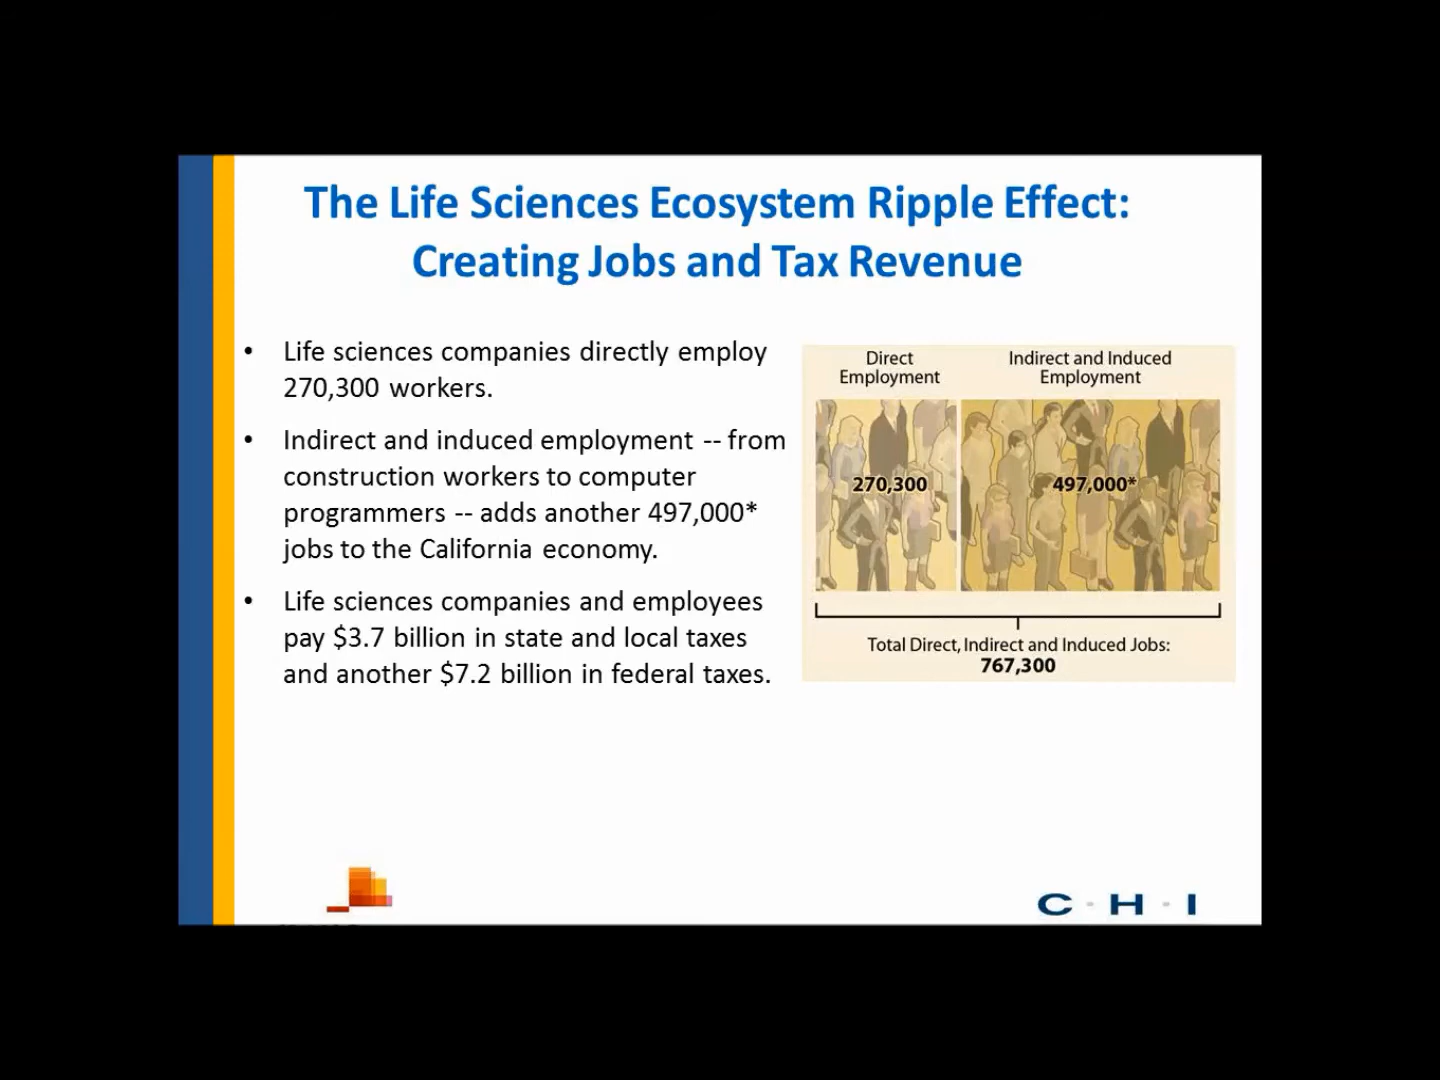 The Life Sciences Ecosystem Ripple Effect:
Creating Jobs and Tax Revenue
• Life sciences companies directly employ
270,300 workers.
• Indirect and induced employment -- from
construction workers to computer
programmers -- adds another 497,000*
jobs to the California economy.
• Life sciences companies and employees
pay $3.7 billion in state and local taxes
and another $7.2 billion in federal taxes.
Direct
Employment
Indirect and Induced
Employment
270,300
497,000*
Total Direct, Indirect and Induced Jobs:
767,300
C · H · I